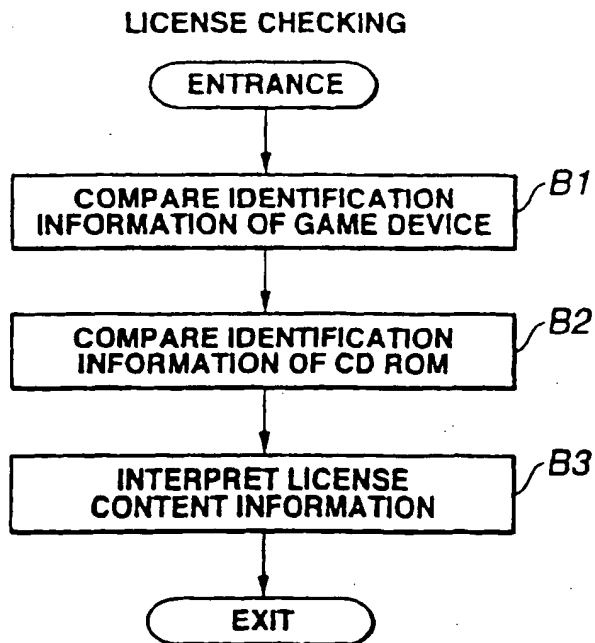 LICENSE CHECKING
ENTRANCE
COMPARE IDENTIFICATION
INFORMATION OF GAME DEVICE
B1
COMPARE IDENTIFICATION
INFORMATION OF CD ROM
B2
INTERPRET LICENSE
CONTENT INFORMATION
B3
EXIT